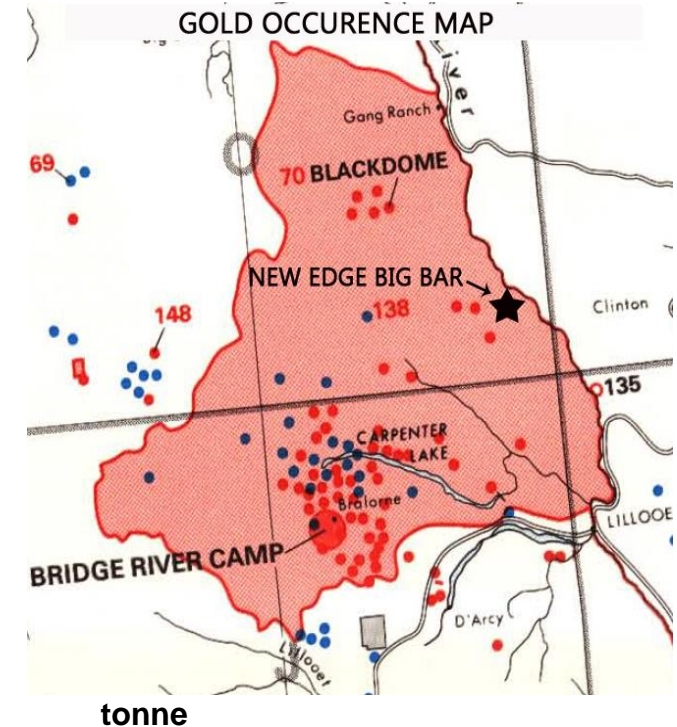 GOLD OCCURENCE MAP
River
Gang Ranch
69
70 BLACKDOME
NEW EDGE BIG BAR
138
Clinton
148
135
CARPENTER
LAKE
Bralorne
LILLOOE
BRIDGE RIVER CAMP
D'Arcy
Lillooet
tonne